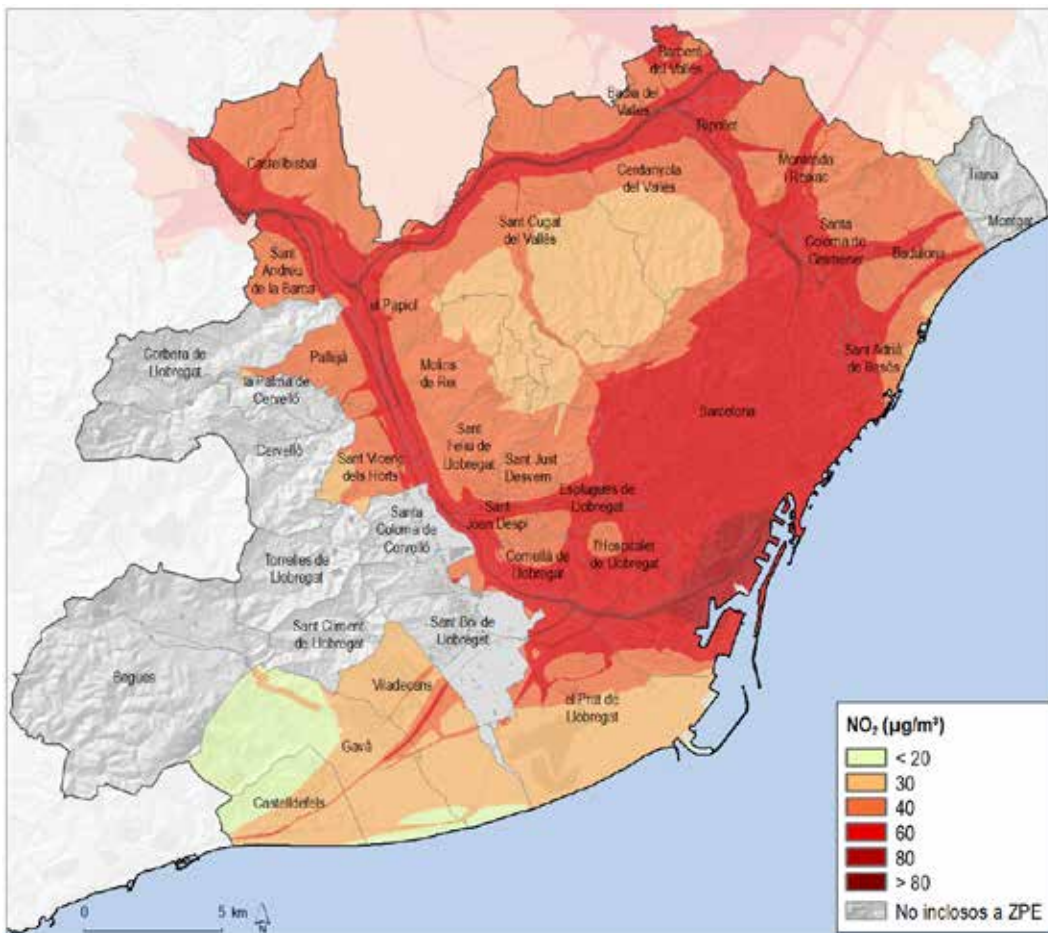 Barberà
del Vallès
Badia del
Vallès
Ripollet
Castellbisbal
Cerdanyola
del Vallès
Montcada
i Reixac
Tiana
Montgat
Sant Cugat
del Vallès
Santa
Coloma de
Gramenet
Badalona
Sant
Andreu
de la Barca
el Papiol
Corbera de
Llobregat
Pallejà
Molins
de Rei
Sant Adrià
de Besòs
la Palma de
Cervelló
Barcelona
Cervelló
Sant Vicenç
dels Horts
Sant
Feliu de
Llobregat
Sant Just
Desvern
Esplugues de
Llobregat
Santa
Coloma de
Cervelló
Sant
Joan Despí
Cornellà de
Llobregat
l'Hospitalet
de Llobregat
Torrelles de
Llobregat
Sant Climent
de Llobregat
Sant Boi de
Llobregat
Begues
Viladecans
el Prat de
Llobregat
Gavà
Castelldefels
0 5 km
N
NO₂ (µg/m³)
< 20
30
40
60
80
> 80
No inclosos a ZPE